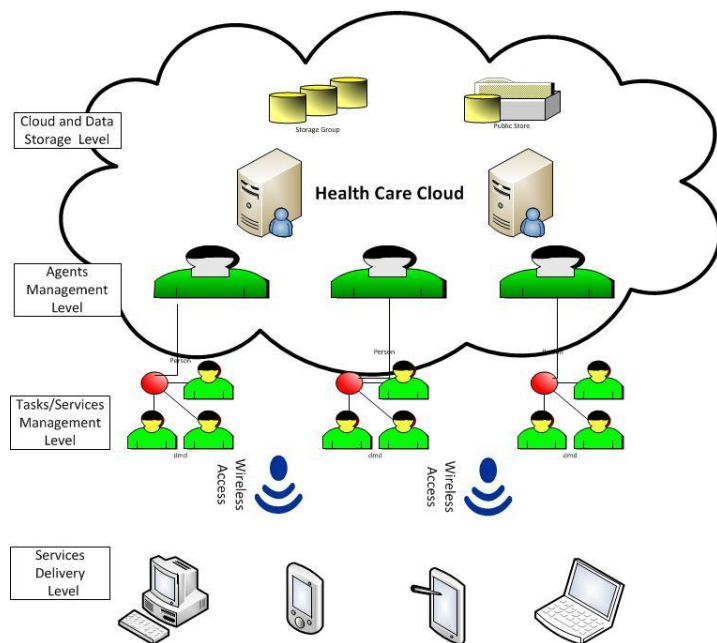 Cloud and Data
Storage Level
Storage Group
Public Store
Health Care Cloud
Agents
Management
Level
Person
Person
Person
Tasks/Services
Management
Level
dmd
dmd
dmd
Wireless
Access
Wireless
Access
Services
Delivery
Level